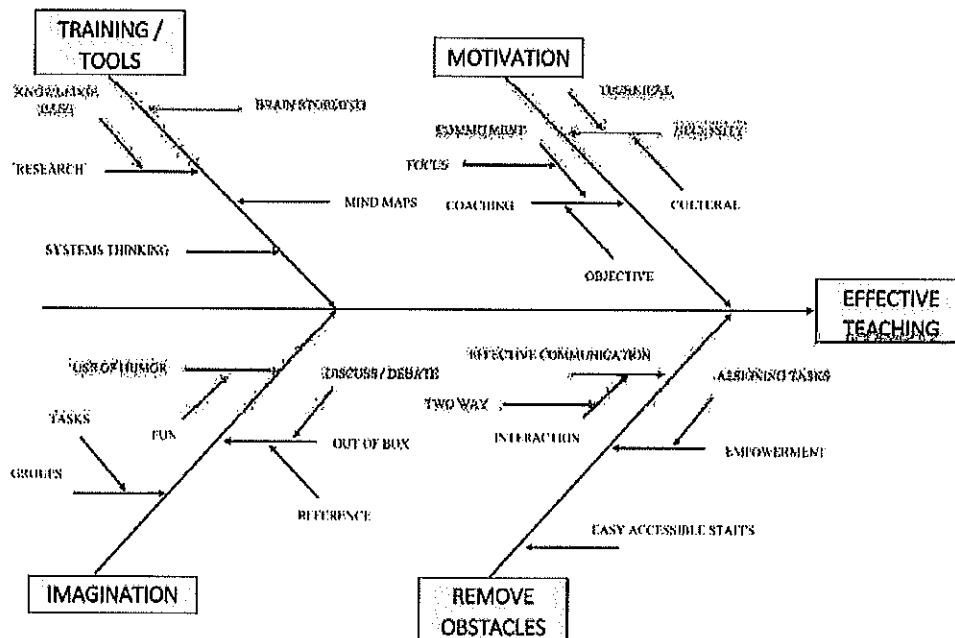 TRAINING /
TOOLS
MOTIVATION
KNOWLEDGE
BASE
BRAIN STORMING
TECHNICAL
COMMITMENT
DIVERSITY
RESEARCH
FOCUS
MIND MAPS
COACHING
CULTURAL
SYSTEMS THINKING
OBJECTIVE
EFFECTIVE
TEACHING
USE OF HUMOR
DISCUSS / DEBATE
EFFECTIVE COMMUNICATION
ASSIGNING TASKS
TASKS
FUN
TWO WAY
OUT OF BOX
INTERACTION
EMPOWERMENT
GROUPS
REFERENCE
EASY ACCESSIBLE STAFFS
IMAGINATION
REMOVE
OBSTACLES